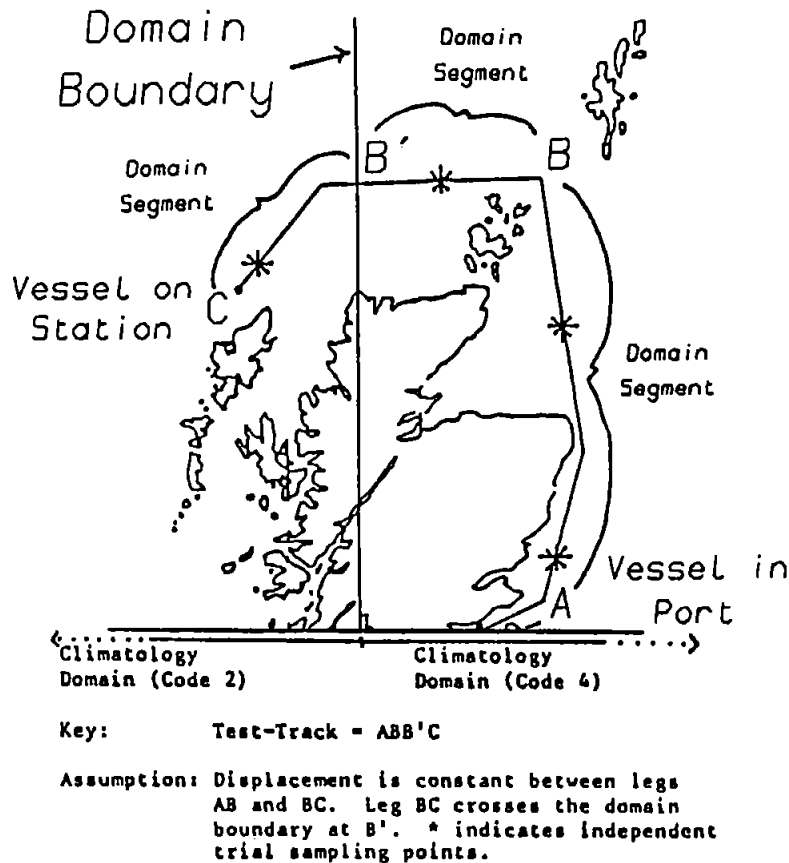 Domain
Boundary
Domain
Segment
B'
B
Domain
Segment
Vessel on
Station
C
Domain
Segment
Vessel in
Port
A
Climatology
Domain (Code 2)
Climatology
Domain (Code 4)
Key: Test-Track = ABB'C
Assumption: Displacement is constant between legs
AB and BC. Leg BC crosses the domain
boundary at B'. * indicates independent
trial sampling points.